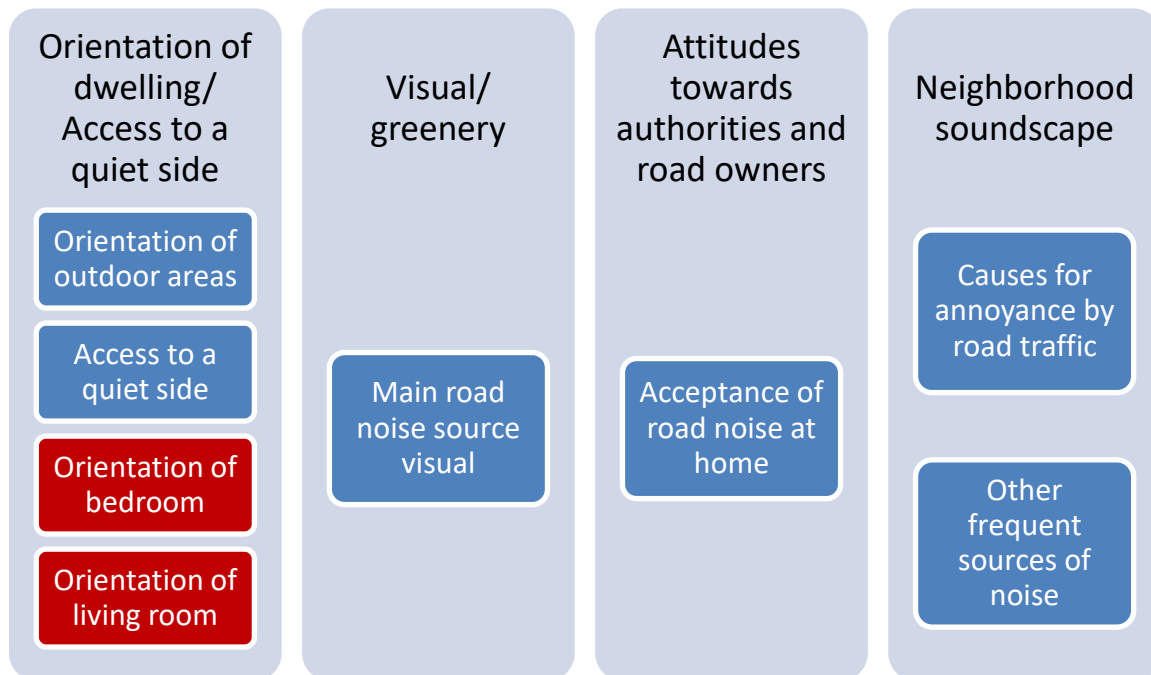 Orientation of
dwelling/
Access to a
quiet side
Orientation of
outdoor areas
Access to a
quiet side
Orientation of
bedroom
Orientation of
living room
Visual/
greenery
Main road
noise source
visual
Attitudes
towards
authorities and
road owners
Acceptance of
road noise at
home
Neighborhood
soundscape
Causes for
annoyance by
road traffic
Other
frequent
sources of
noise